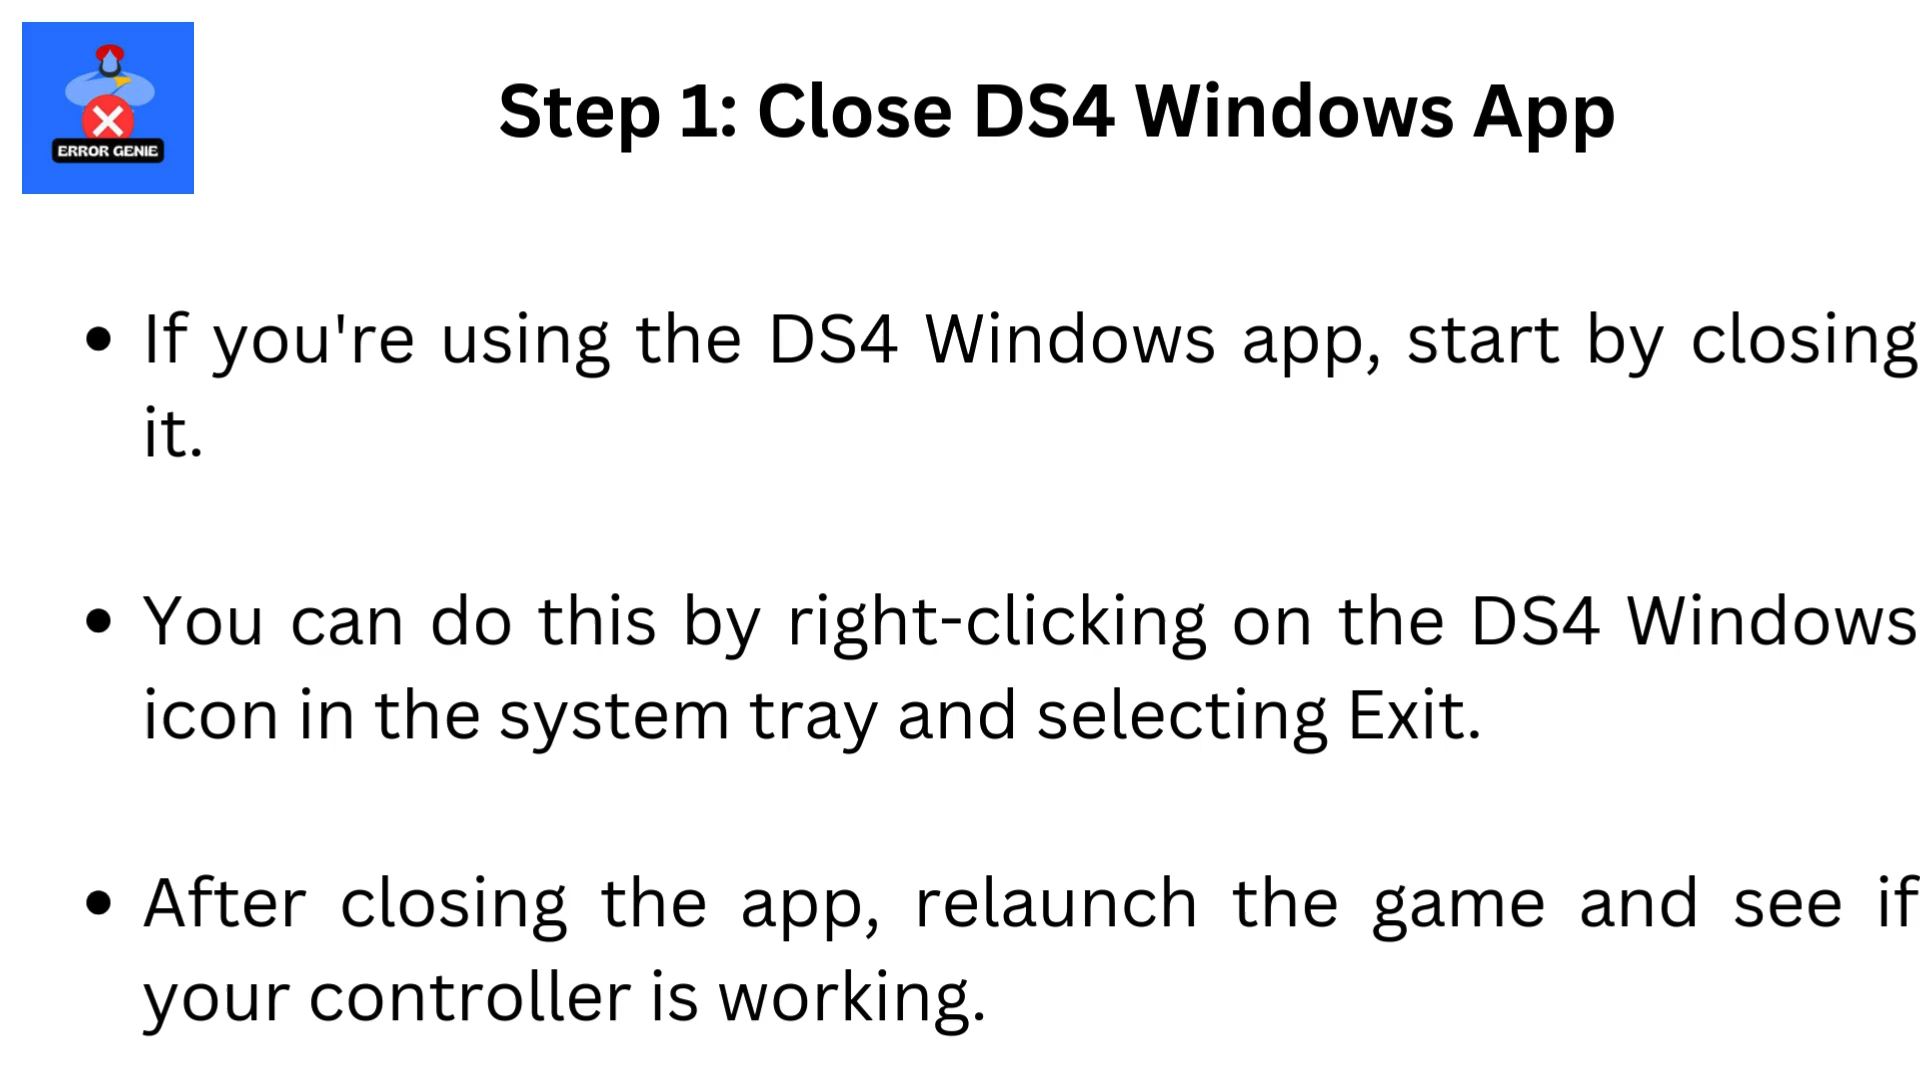 ERROR GENIE
Step 1: Close DS4 Windows App
• If you're using the DS4 Windows app, start by closing
it.
• You can do this by right-clicking on the DS4 Windows
icon in the system tray and selecting Exit.
• After closing the app, relaunch the game and see if
your controller is working.